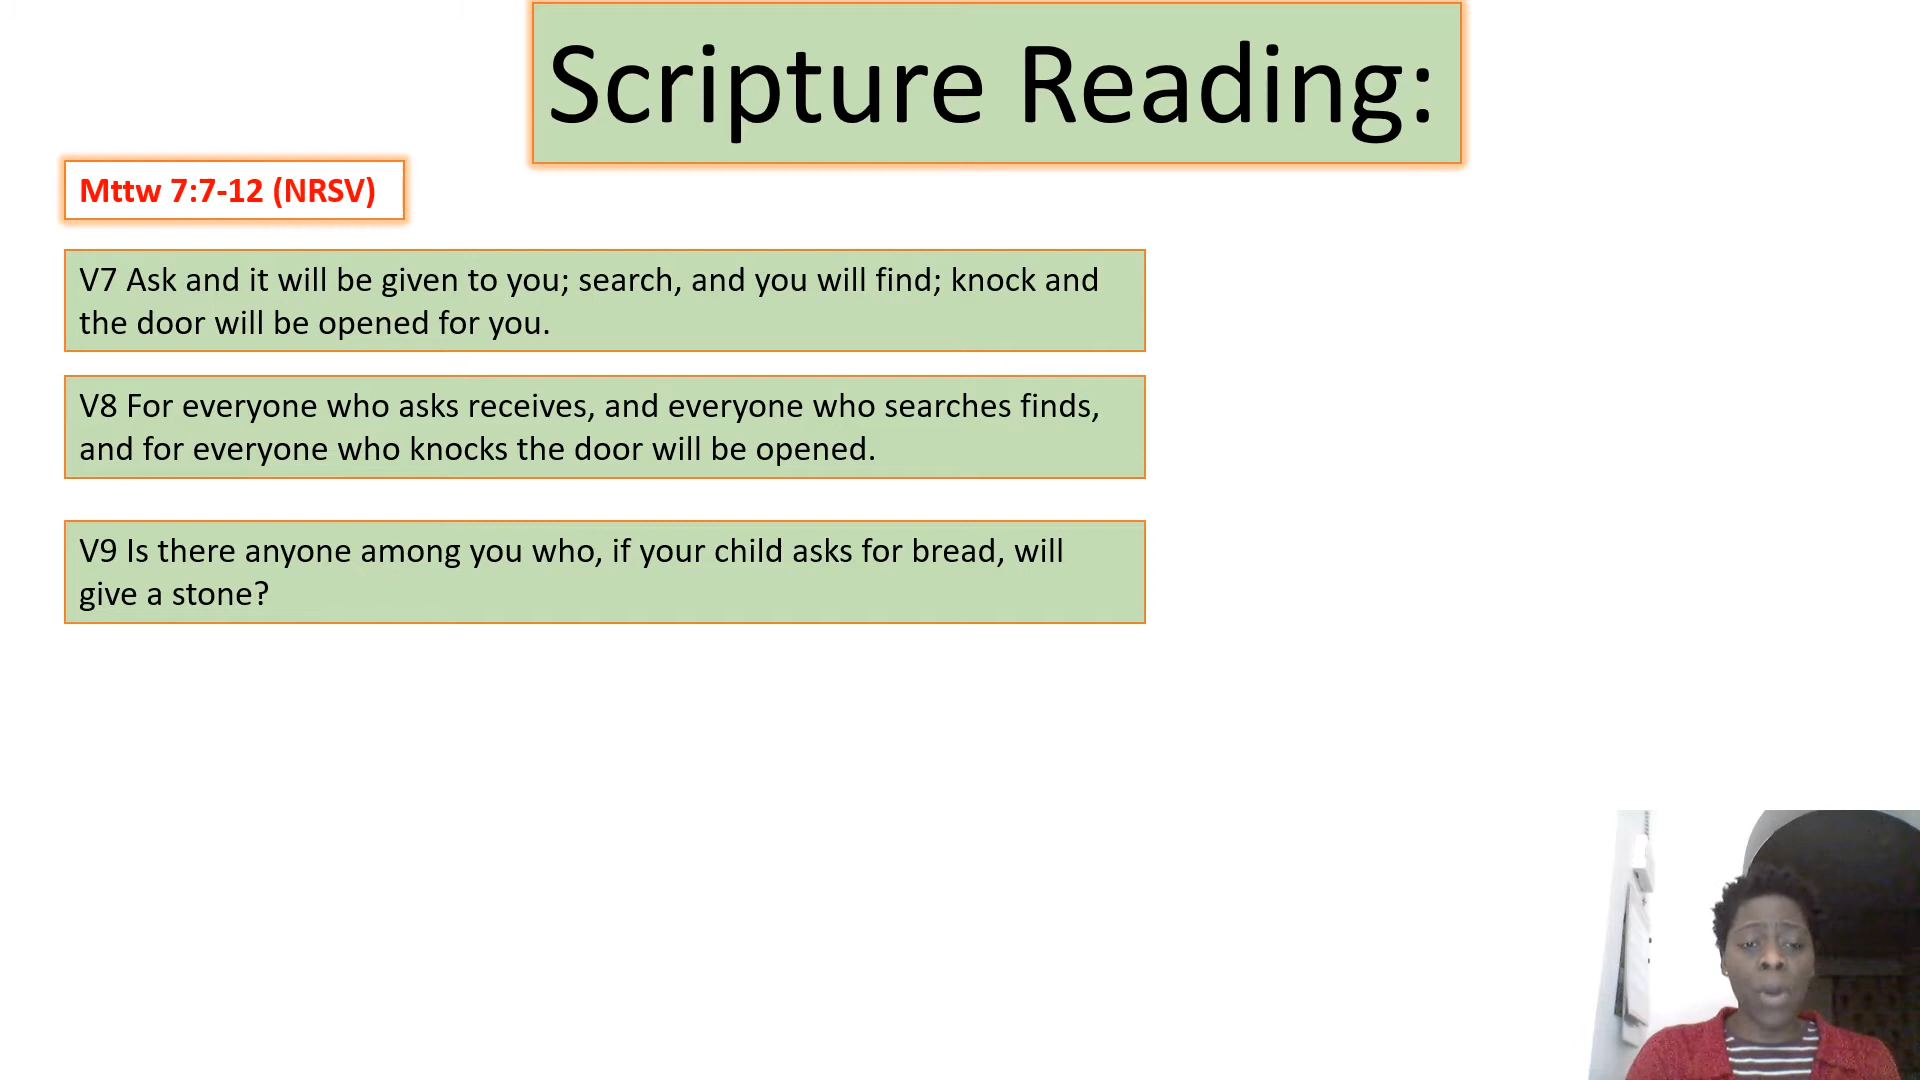 Scripture Reading:
Mttw 7:7-12 (NRSV)
V7 Ask and it will be given to you; search, and you will find; knock and
the door will be opened for you.
V8 For everyone who asks receives, and everyone who searches finds,
and for everyone who knocks the door will be opened.
V9 Is there anyone among you who, if your child asks for bread, will
give a stone?